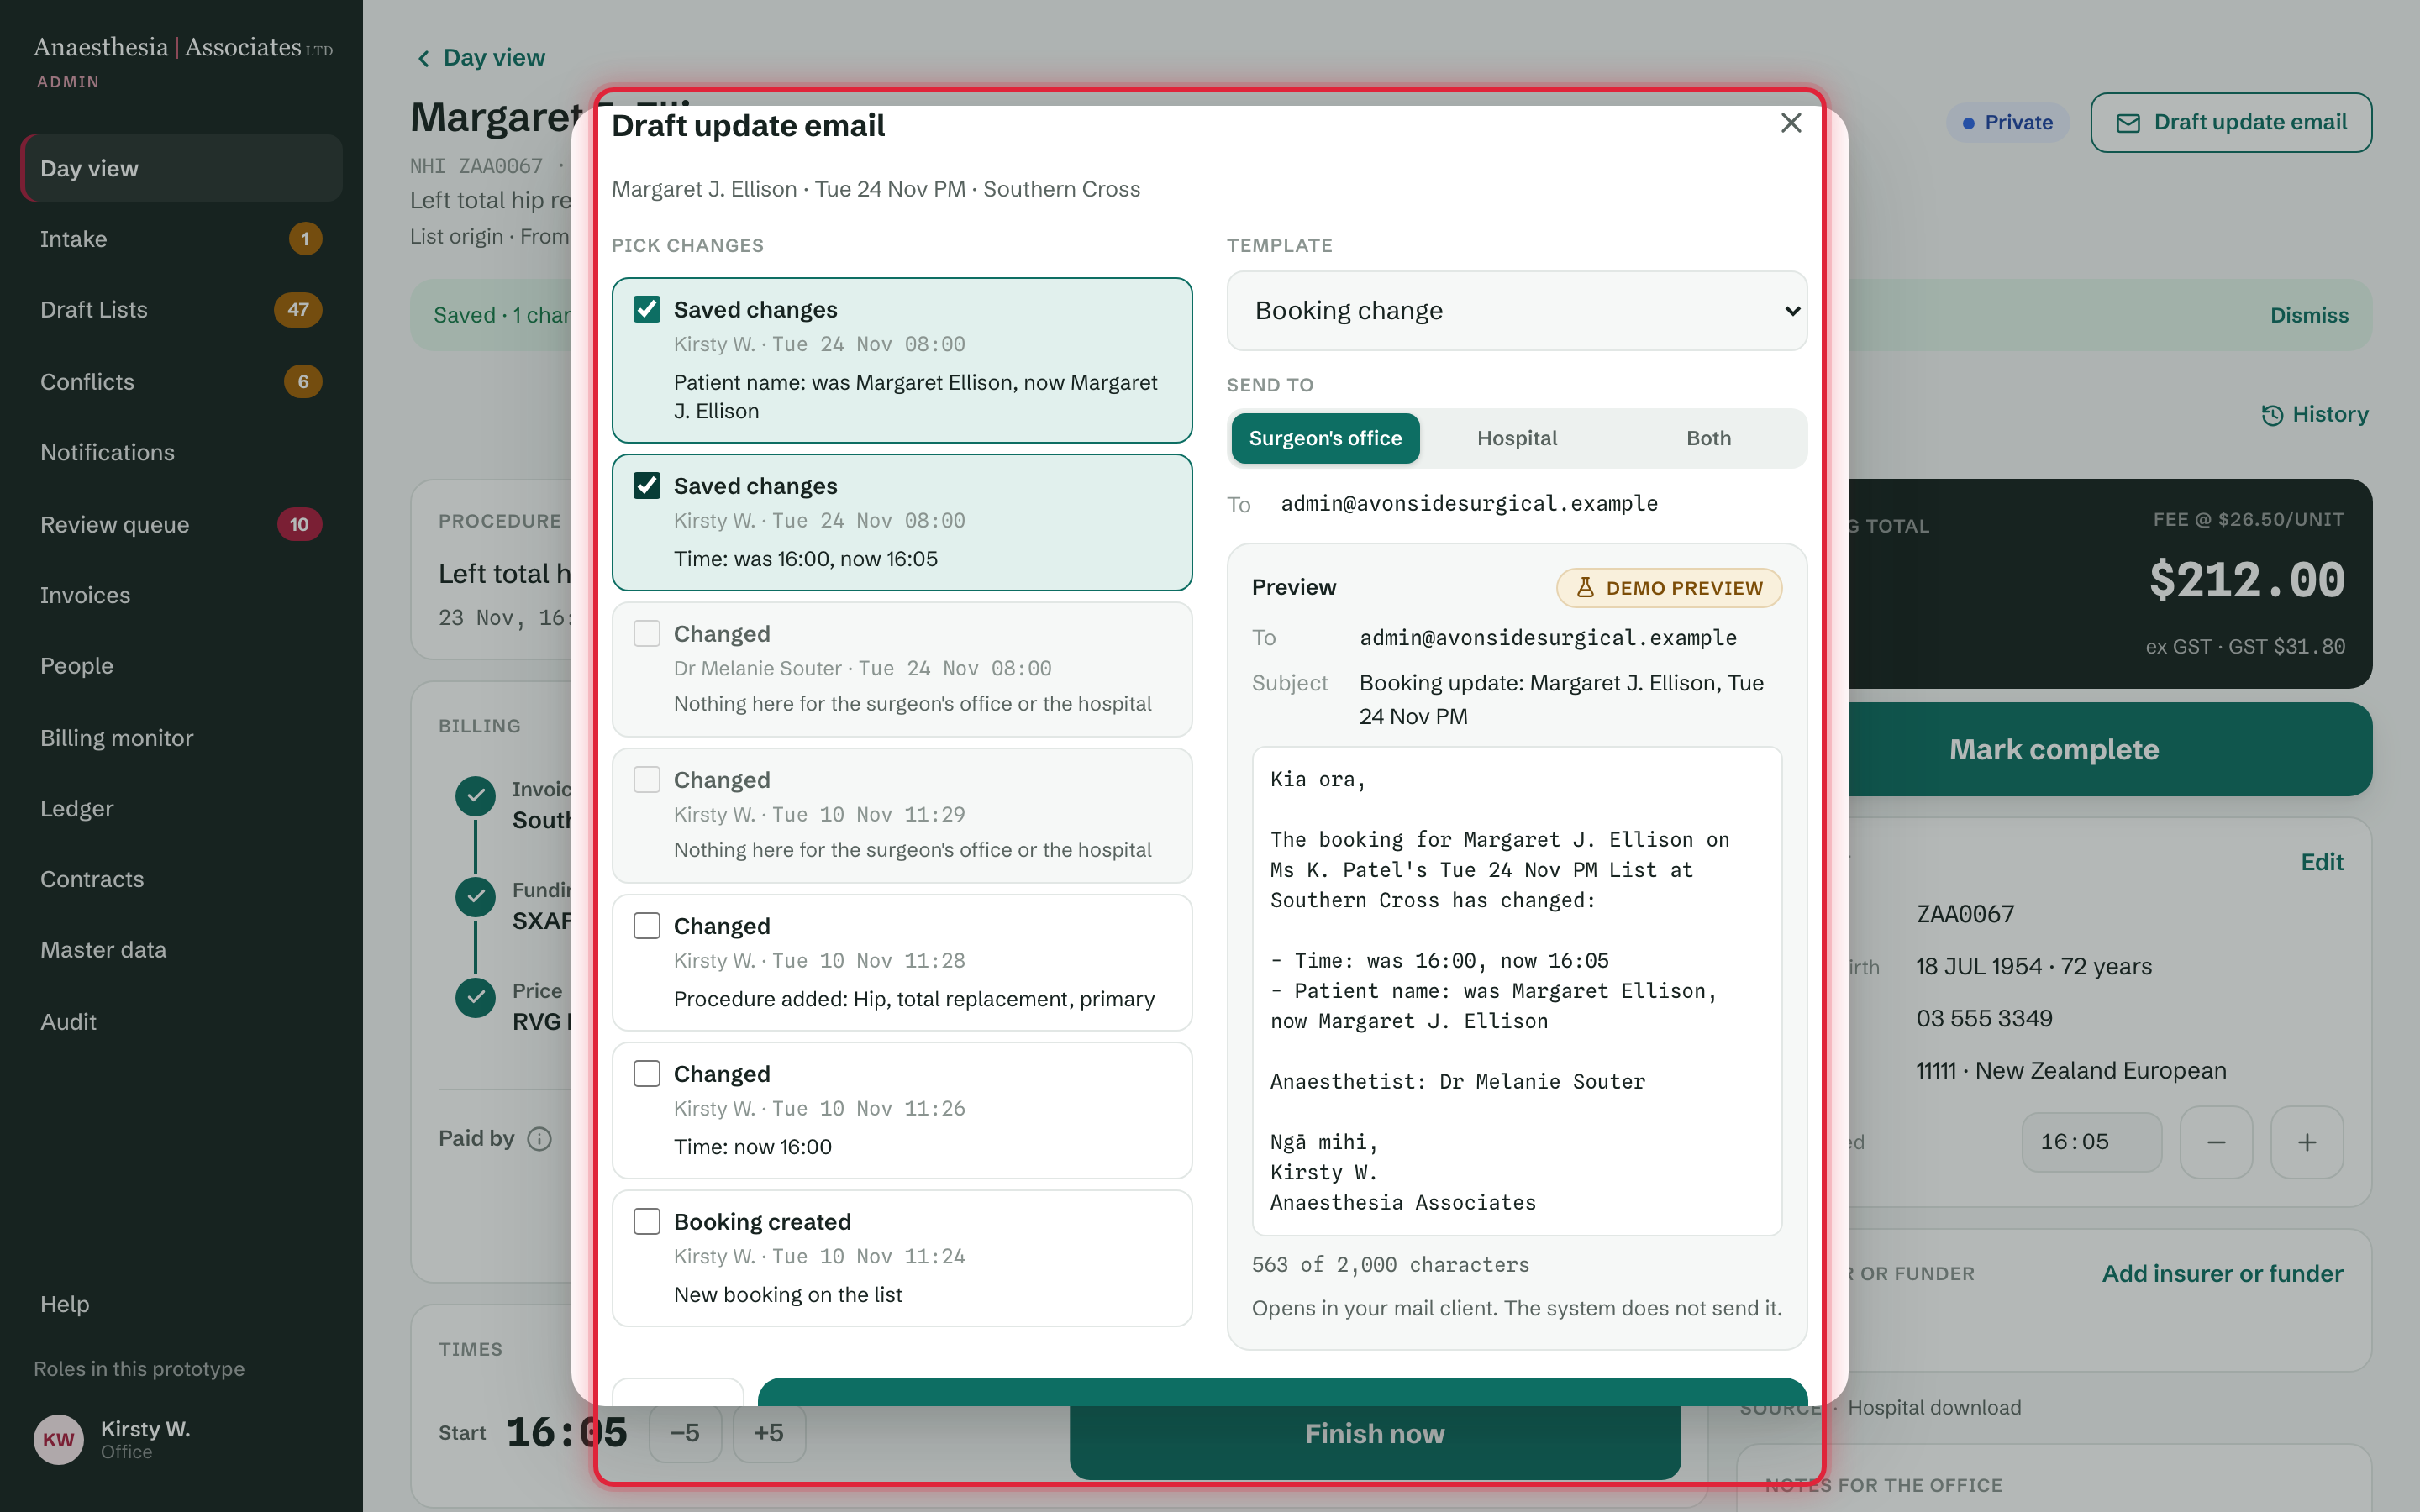 Anaesthesia | Associates LTD
ADMIN
Day view
Intake 1
Draft Lists 47
Conflicts 6
Notifications
Review queue 10
Invoices
People
Billing monitor
Ledger
Contracts
Master data
Audit
Help
Roles in this prototype
KW Kirsty W.
Office
Day view
Margaret
Private
Draft update email
NHI ZAA0067 ·
Left total hip re
List origin · From
Saved · 1 chan
Dismiss
History
PROCEDURE
Left total h
23 Nov, 16:
BILLING
Invoic
South
Fundin
SXAP
Price
RVG
Paid by
TIMES
Start 16:05 −5 +5
Finish now
Draft update email
Margaret J. Ellison · Tue 24 Nov PM · Southern Cross
PICK CHANGES
Saved changes
Kirsty W. · Tue 24 Nov 08:00
Patient name: was Margaret Ellison, now Margaret
J. Ellison
Saved changes
Kirsty W. · Tue 24 Nov 08:00
Time: was 16:00, now 16:05
Changed
Dr Melanie Souter · Tue 24 Nov 08:00
Nothing here for the surgeon's office or the hospital
Changed
Kirsty W. · Tue 10 Nov 11:29
Nothing here for the surgeon's office or the hospital
Changed
Kirsty W. · Tue 10 Nov 11:28
Procedure added: Hip, total replacement, primary
Changed
Kirsty W. · Tue 10 Nov 11:26
Time: now 16:00
Booking created
Kirsty W. · Tue 10 Nov 11:24
New booking on the list
TEMPLATE
Booking change
SEND TO
Surgeon's office Hospital Both
To admin@avonsidesurgical.example
Preview
DEMO PREVIEW
To admin@avonsidesurgical.example
Subject Booking update: Margaret J. Ellison, Tue
24 Nov PM
Kia ora,
The booking for Margaret J. Ellison on
Ms K. Patel's Tue 24 Nov PM List at
Southern Cross has changed:
- Time: was 16:00, now 16:05
- Patient name: was Margaret Ellison,
now Margaret J. Ellison
Anaesthetist: Dr Melanie Souter
Ngā mihi,
Kirsty W.
Anaesthesia Associates
563 of 2,000 characters
Opens in your mail client. The system does not send it.
G TOTAL
FEE @ $26.50/UNIT
$212.00
ex GST · GST $31.80
Mark complete
Edit
ZAA0067
irth 18 JUL 1954 · 72 years
03 555 3349
11111 · New Zealand European
ed 16:05 − +
R OR FUNDER
Add insurer or funder
SOURCE · Hospital download
NOTES FOR THE OFFICE